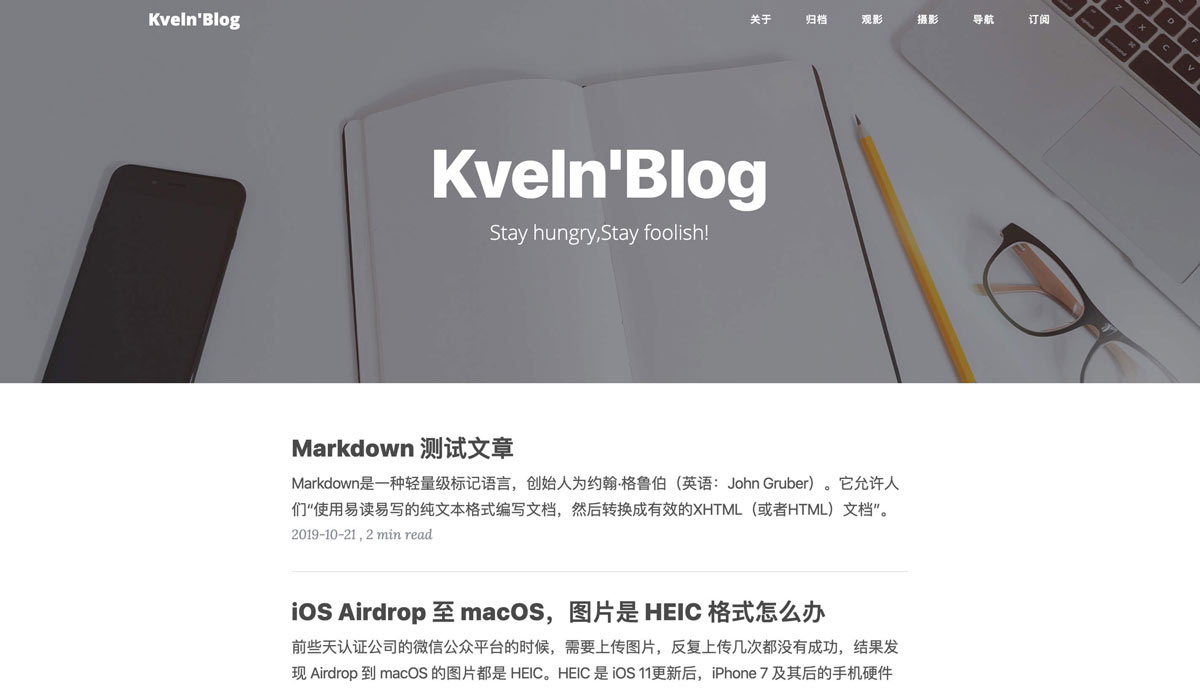 Kveln'Blog
关于 归档 观影 摄影 导航 订阅
Kveln'Blog
Stay hungry,Stay foolish!
Markdown 测试文章
Markdown是一种轻量级标记语言，创始人为约翰·格鲁伯（英语：John Gruber）。它允许人
们“使用易读易写的纯文本格式编写文档，然后转换成有效的XHTML（或者HTML）文档”。
2019-10-21 , 2 min read
iOS Airdrop 至 macOS，图片是 HEIC 格式怎么办
前些天认证公司的微信公众平台的时候，需要上传图片，反复上传几次都没有成功，结果发
现 Airdrop 到 macOS 的图片都是 HEIC。HEIC 是 iOS 11更新后，iPhone 7 及其后的手机硬件